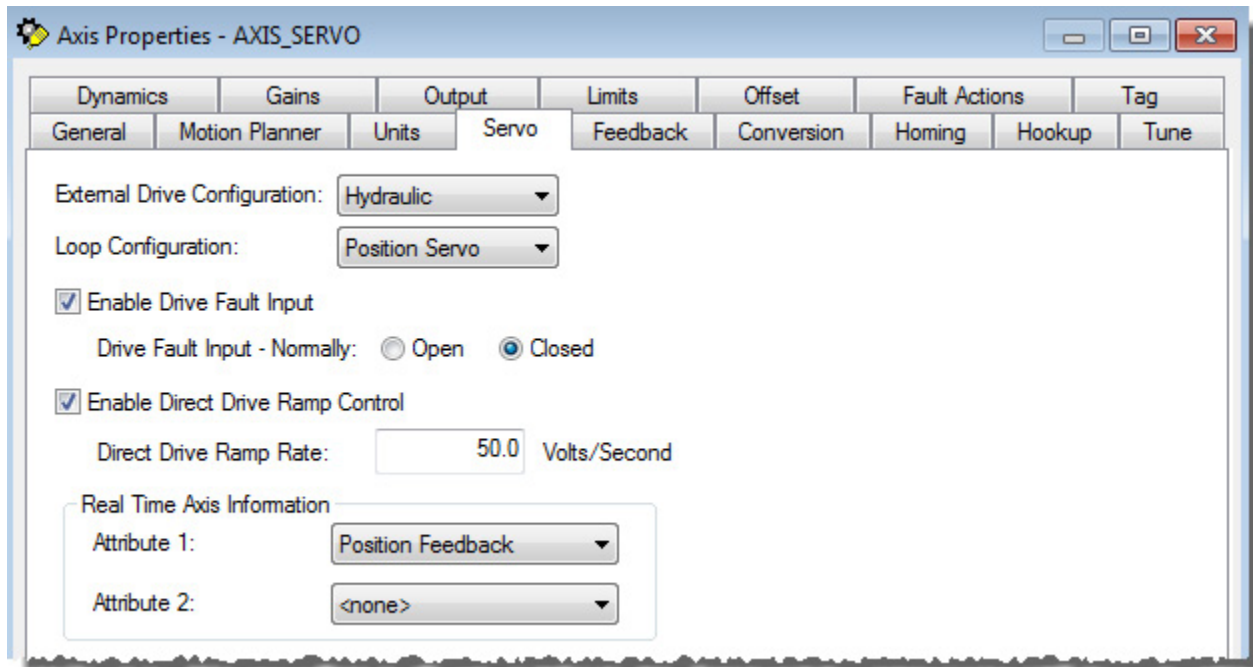 Axis Properties - AXIS_SERVO
Dynamics Gains Output Limits Offset Fault Actions Tag
General Motion Planner Units Servo Feedback Conversion Homing Hookup Tune
External Drive Configuration: Hydraulic
Loop Configuration: Position Servo
Enable Drive Fault Input
Drive Fault Input - Normally: Open Closed
Enable Direct Drive Ramp Control
Direct Drive Ramp Rate: 50.0 Volts/Second
Real Time Axis Information
Attribute 1: Position Feedback
Attribute 2: <none>